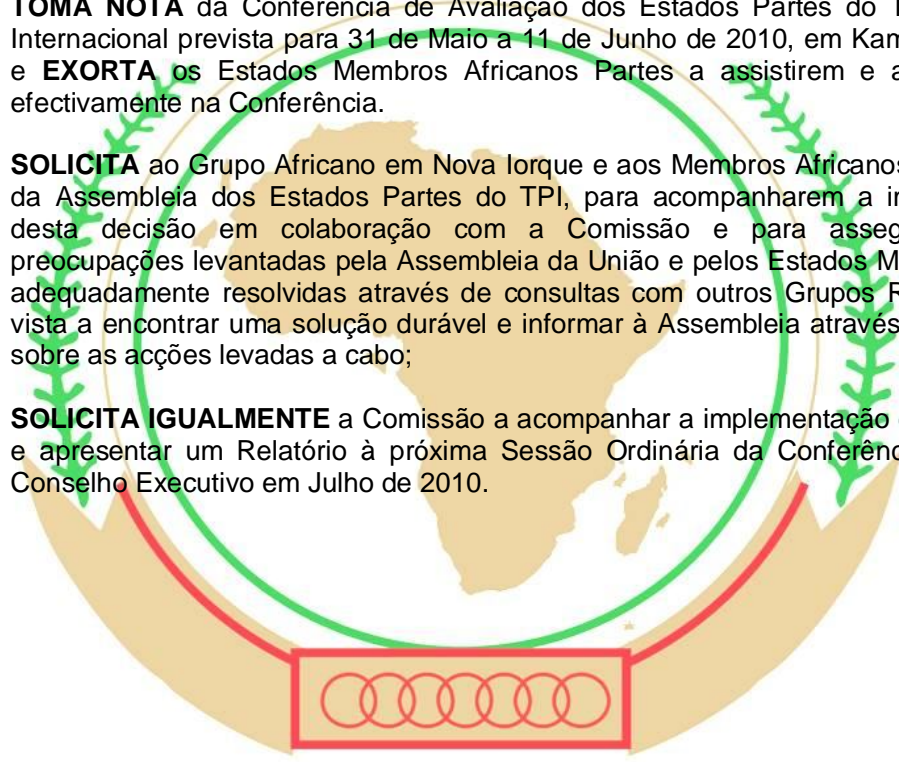 TOMA NOTA da Conferência de Avaliação dos Estados Partes do
Internacional prevista para 31 de Maio a 11 de Junho de 2010, em
e EXORTA os Estados Membros Africanos Partes a assistirem e
efectivamente na Conferência.
SOLICITA ao Grupo Africano em Nova Iorque e aos Membros Africanos
da Assembleia dos Estados Partes do TPI, para acompanharem a
desta decisão em colaboração com a Comissão e para
preocupações levantadas pela Assembleia da União e pelos Estados
adequadamente resolvidas através de consultas com outros Grupos
vista a encontrar uma solução durável e informar à Assembleia através
sobre as acções levadas a cabo;
SOLICITA IGUALMENTE a Comissão a acompanhar a implementação
e apresentar um Relatório à próxima Sessão Ordinária da
Conselho Executivo em Julho de 2010.